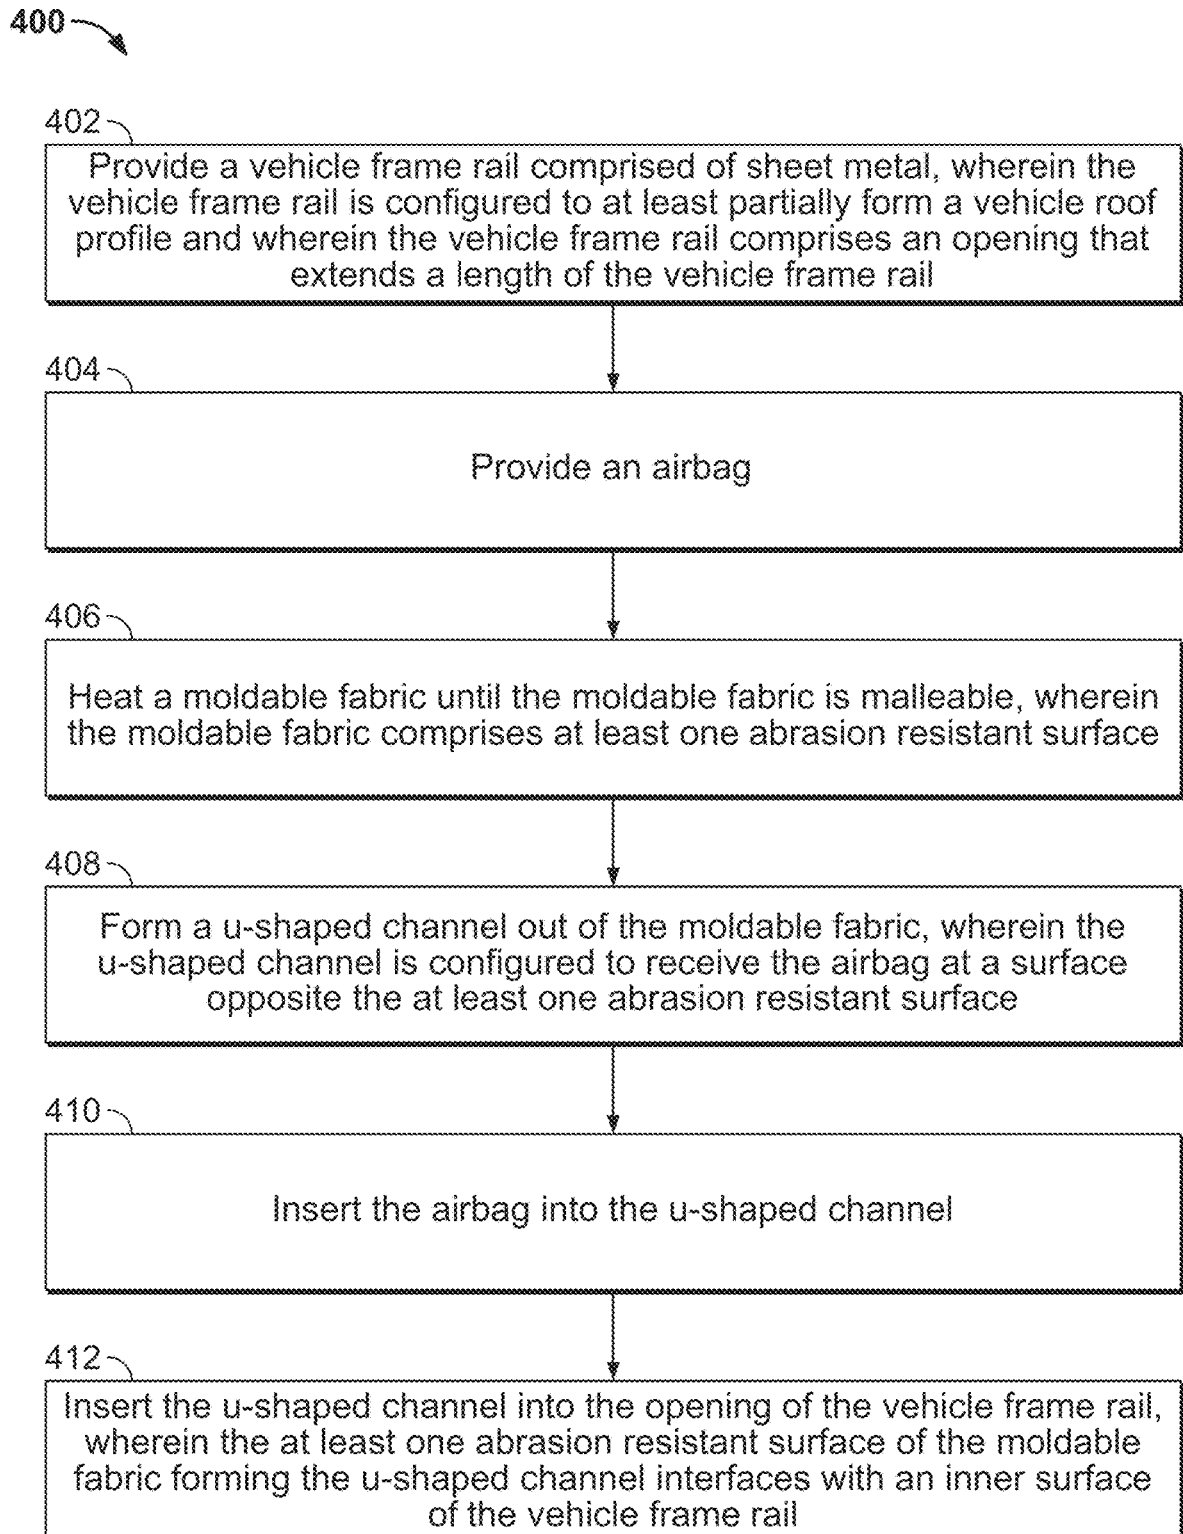 400
402
Provide a vehicle frame rail comprised of sheet metal, wherein the
vehicle frame rail is configured to at least partially form a vehicle roof
profile and wherein the vehicle frame rail comprises an opening that
extends a length of the vehicle frame rail
404
Provide an airbag
406
Heat a moldable fabric until the moldable fabric is malleable, wherein
the moldable fabric comprises at least one abrasion resistant surface
408
Form a u-shaped channel out of the moldable fabric, wherein the
u-shaped channel is configured to receive the airbag at a surface
opposite the at least one abrasion resistant surface
410
Insert the airbag into the u-shaped channel
412
Insert the u-shaped channel into the opening of the vehicle frame rail,
wherein the at least one abrasion resistant surface of the moldable
fabric forming the u-shaped channel interfaces with an inner surface
of the vehicle frame rail